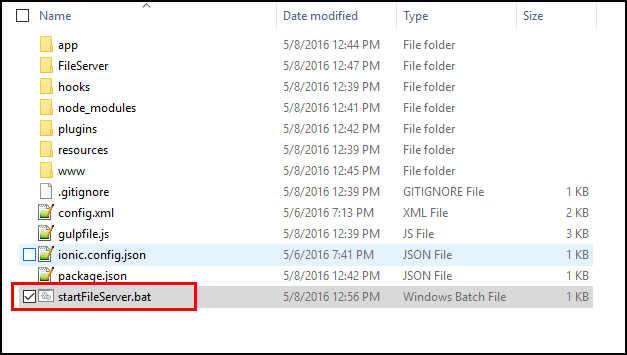 Name Date modified Type Size
app 5/8/2016 12:44 PM File folder
FileServer 5/8/2016 12:47 PM File folder
hooks 5/8/2016 12:39 PM File folder
node_modules 5/8/2016 12:41 PM File folder
plugins 5/8/2016 12:42 PM File folder
resources 5/8/2016 12:39 PM File folder
www 5/8/2016 12:45 PM File folder
.gitignore 5/8/2016 12:39 PM GITIGNORE File 1 KB
config.xml 5/6/2016 7:13 PM XML File 2 KB
gulpfile.js 5/8/2016 12:39 PM JS File 3 KB
ionic.config.json 5/6/2016 7:41 PM JSON File 1 KB
package.json 5/8/2016 12:42 PM JSON File 1 KB
startFileServer.bat 5/8/2016 12:56 PM Windows Batch File 1 KB